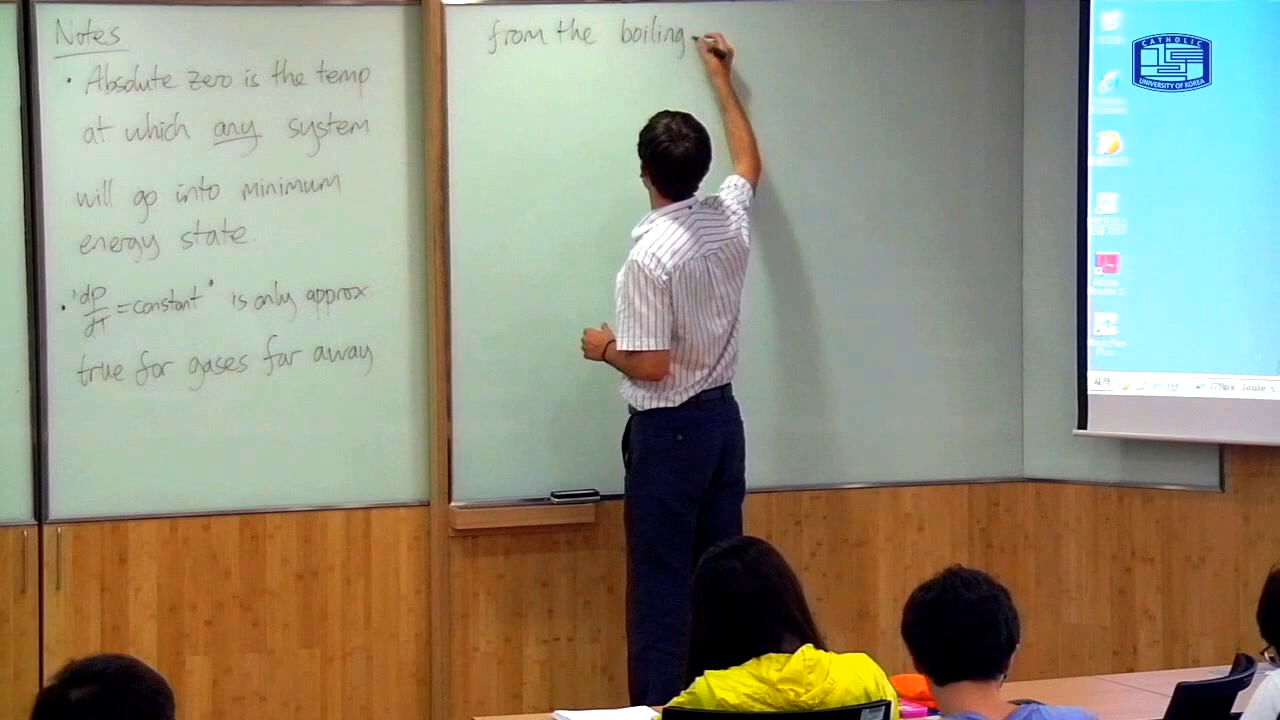 Notes
• Absolute zero is the temp
at which any system
will go into minimum
energy state.
• "dP/dT = constant" is only approx
true for gases far away
from the boiling
CATHOLIC
UNIVERSITY OF KOREA
Adobe